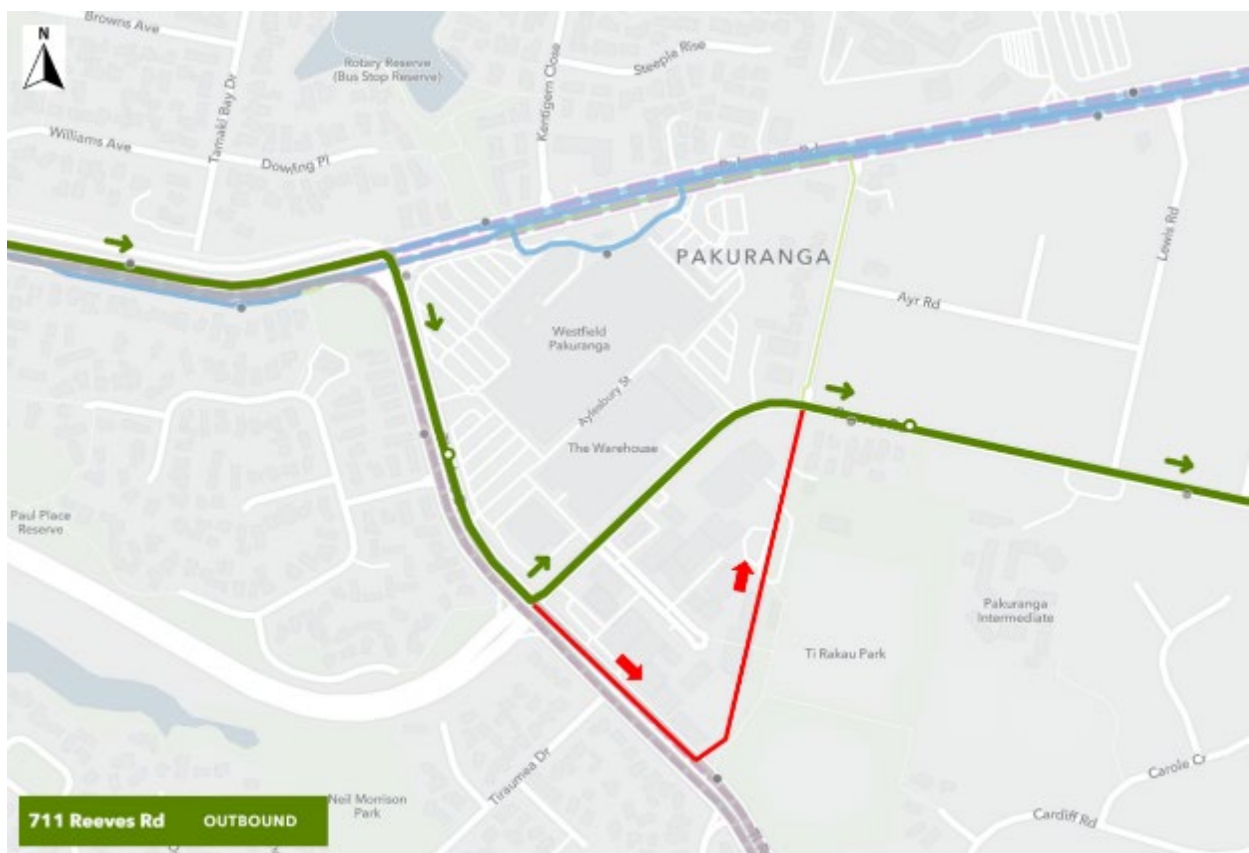 Browns Ave
N
Tamaki Bay Dr
Rotary Reserve
(Bus Stop Reserve)
Kentigern Close
Steeple Rise
Williams Ave
Dowling Pl
Lewis Rd
PAKURANGA
Ayr Rd
Westfield
Pakuranga
Aylesbury St
The Warehouse
Paul Place
Reserve
Pakuranga
Intermediate
Ti Rakau Park
Tiraumea Dr
Carole Cr
Neil Morrison
Park
Cardiff Rd
711 Reeves Rd OUTBOUND